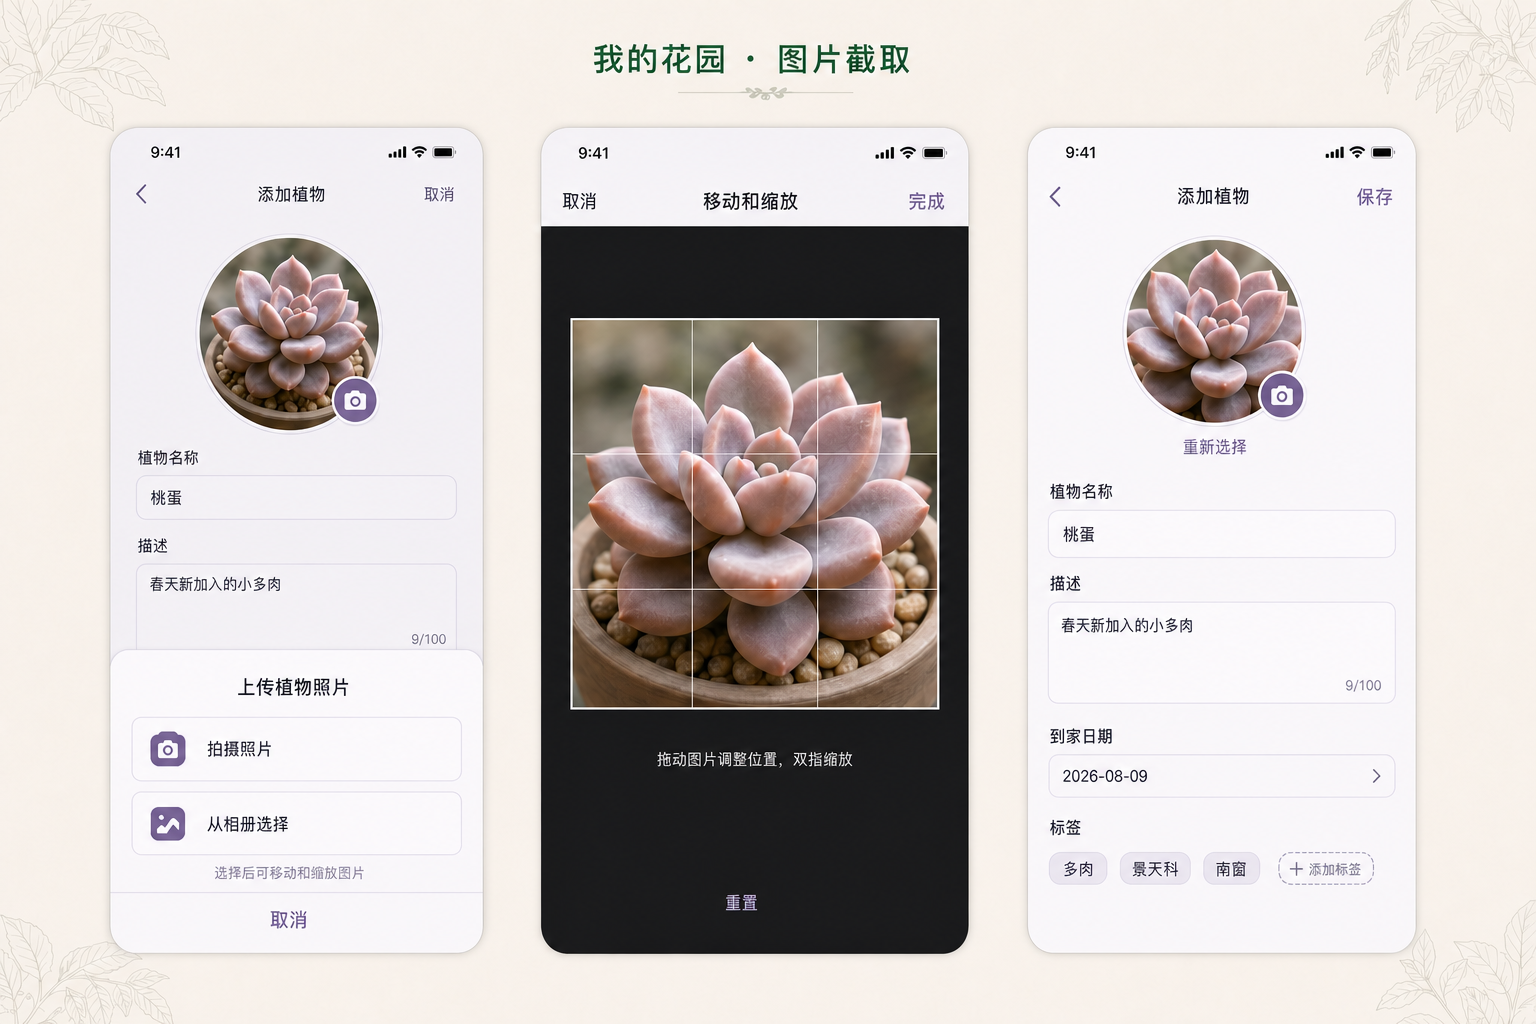 我的花园 · 图片截取
9:41
添加植物
取消
植物名称
桃蛋
描述
春天新加入的小多肉
9/100
上传植物照片
拍摄照片
从相册选择
选择后可移动和缩放图片
取消
9:41
取消
移动和缩放
完成
拖动图片调整位置，双指缩放
重置
9:41
添加植物
保存
重新选择
植物名称
桃蛋
描述
春天新加入的小多肉
9/100
到家日期
2026-08-09
标签
多肉
景天科
南窗
+ 添加标签